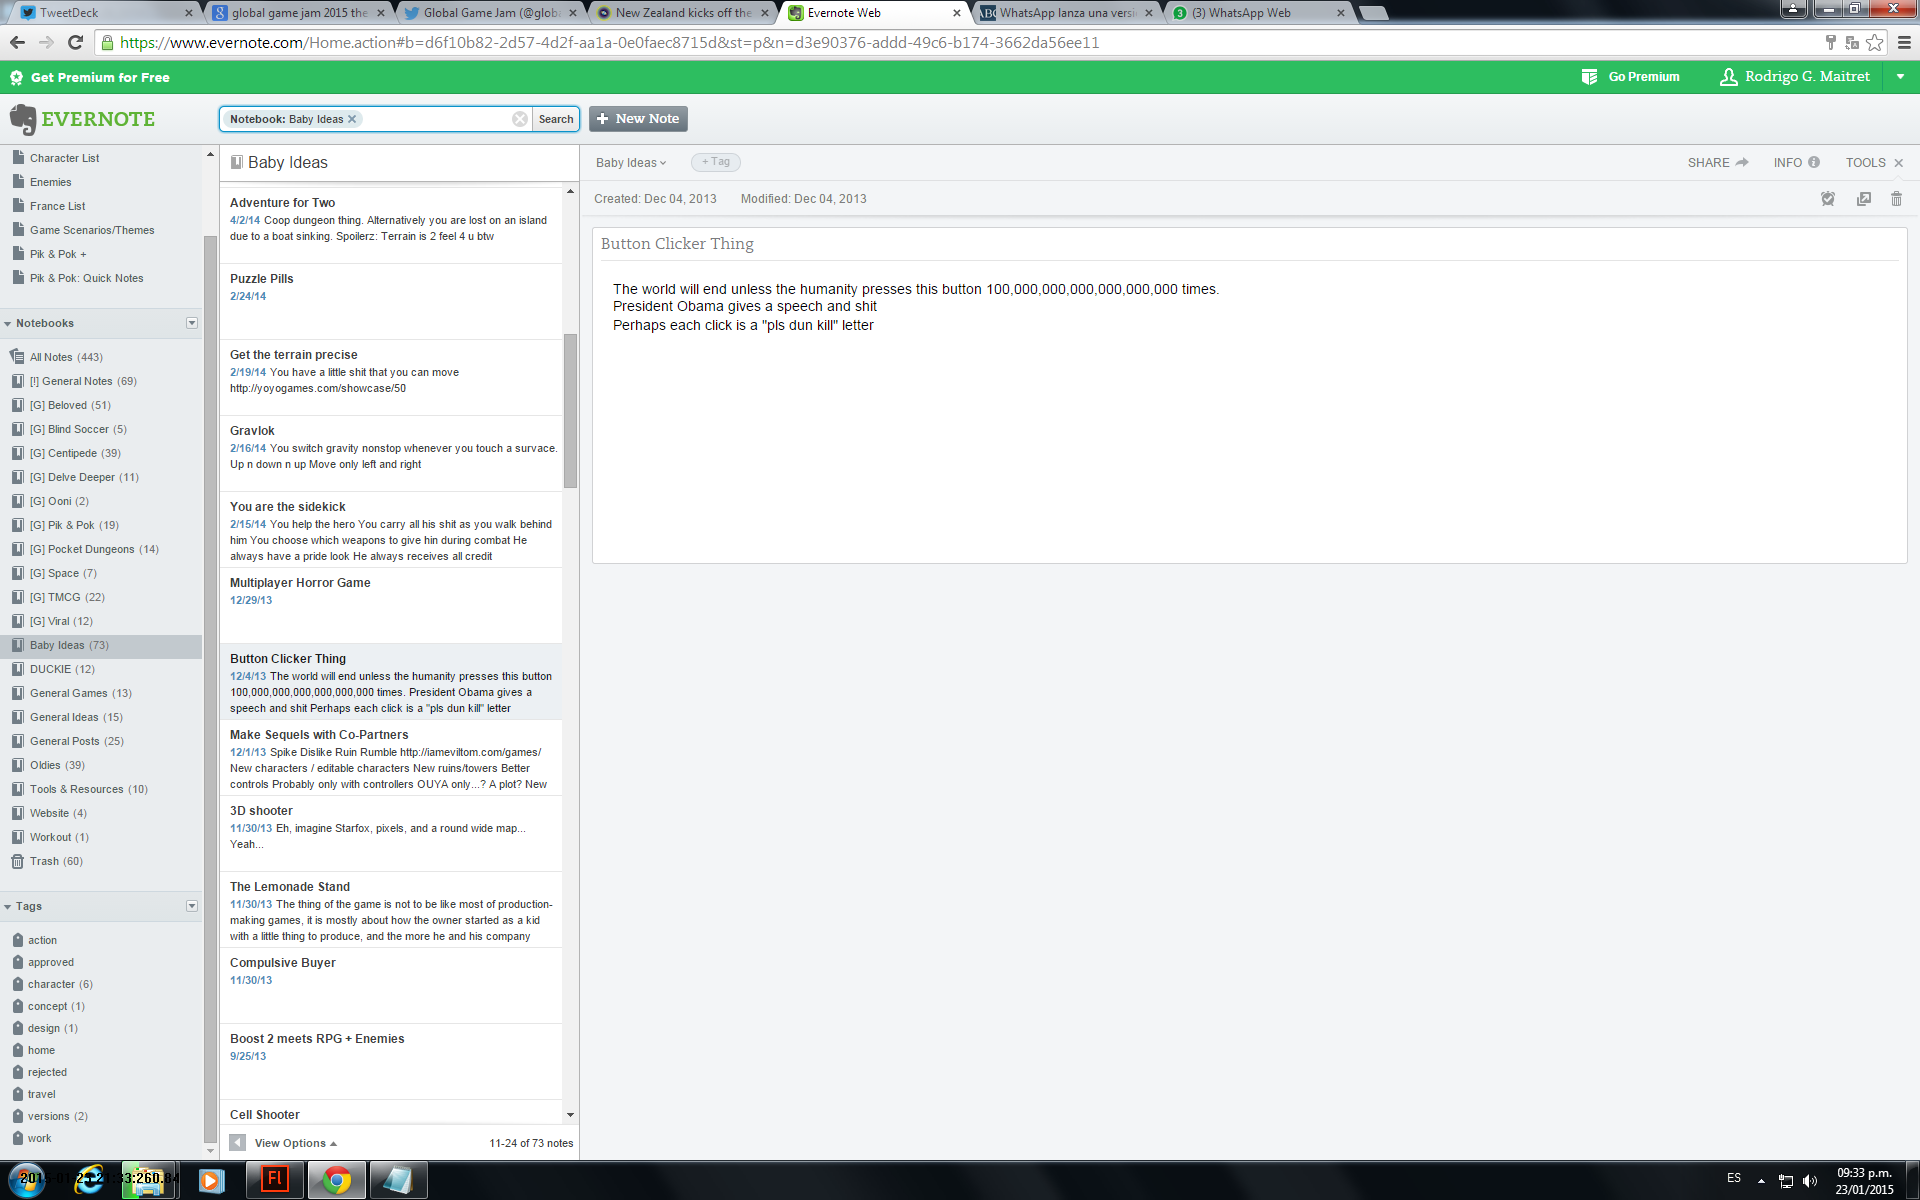 TweetDeck
global game jam 2015 the
Global Game Jam (@globa
New Zealand kicks off the
Evernote Web
ABC
WhatsApp lanza una versi
3
(3) WhatsApp Web
https://www.evernote.com/Home.action#b=d6f10b82-2d57-4d2f-aa1a-0e0faec8715d&st=p&n=d3e90376-addd-49c6-b174-3662da56ee11
Get Premium for Free
Go Premium
Rodrigo G. Maitret
EVERNOTE
Notebook: Baby Ideas
Search
+ New Note
Character List
Enemies
France List
Game Scenarios/Themes
Pik & Pok +
Pik & Pok: Quick Notes
Notebooks
All Notes (443)
[!] General Notes (69)
[G] Beloved (51)
[G] Blind Soccer (5)
[G] Centipede (39)
[G] Delve Deeper (11)
[G] Ooni (2)
[G] Pik & Pok (19)
[G] Pocket Dungeons (14)
[G] Space (7)
[G] TMCG (22)
[G] Viral (12)
Baby Ideas (73)
DUCKIE (12)
General Games (13)
General Ideas (15)
General Posts (25)
Oldies (39)
Tools & Resources (10)
Website (4)
Workout (1)
Trash (60)
Tags
action
approved
character (6)
concept (1)
design (1)
home
rejected
travel
versions (2)
work
Baby Ideas
Adventure for Two
4/2/14 Coop dungeon thing. Alternatively you are lost on an island
due to a boat sinking. Spoilerz: Terrain is 2 feel 4 u btw
Puzzle Pills
2/24/14
Get the terrain precise
2/19/14 You have a little shit that you can move
http://yoyogames.com/showcase/50
Gravlok
2/16/14 You switch gravity nonstop whenever you touch a survace.
Up n down n up Move only left and right
You are the sidekick
2/15/14 You help the hero You carry all his shit as you walk behind
him You choose which weapons to give hin during combat He
always have a pride look He always receives all credit
Multiplayer Horror Game
12/29/13
Button Clicker Thing
12/4/13 The world will end unless the humanity presses this button
100,000,000,000,000,000,000 times. President Obama gives a
speech and shit Perhaps each click is a "pls dun kill" letter
Make Sequels with Co-Partners
12/1/13 Spike Dislike Ruin Rumble http://iameviltom.com/games/
New characters / editable characters New ruins/towers Better
controls Probably only with controllers OUYA only...? A plot? New
3D shooter
11/30/13 Eh, imagine Starfox, pixels, and a round wide map...
Yeah...
The Lemonade Stand
11/30/13 The thing of the game is not to be like most of production-
making games, it is mostly about how the owner started as a kid
with a little thing to produce, and the more he and his company
Compulsive Buyer
11/30/13
Boost 2 meets RPG + Enemies
9/25/13
Cell Shooter
View Options
11-24 of 73 notes
Baby Ideas
+ Tag
SHARE
INFO
TOOLS
Created: Dec 04, 2013
Modified: Dec 04, 2013
Button Clicker Thing
The world will end unless the humanity presses this button 100,000,000,000,000,000,000 times.
President Obama gives a speech and shit
Perhaps each click is a "pls dun kill" letter
Fl
ES
09:33 p.m.
23/01/2015